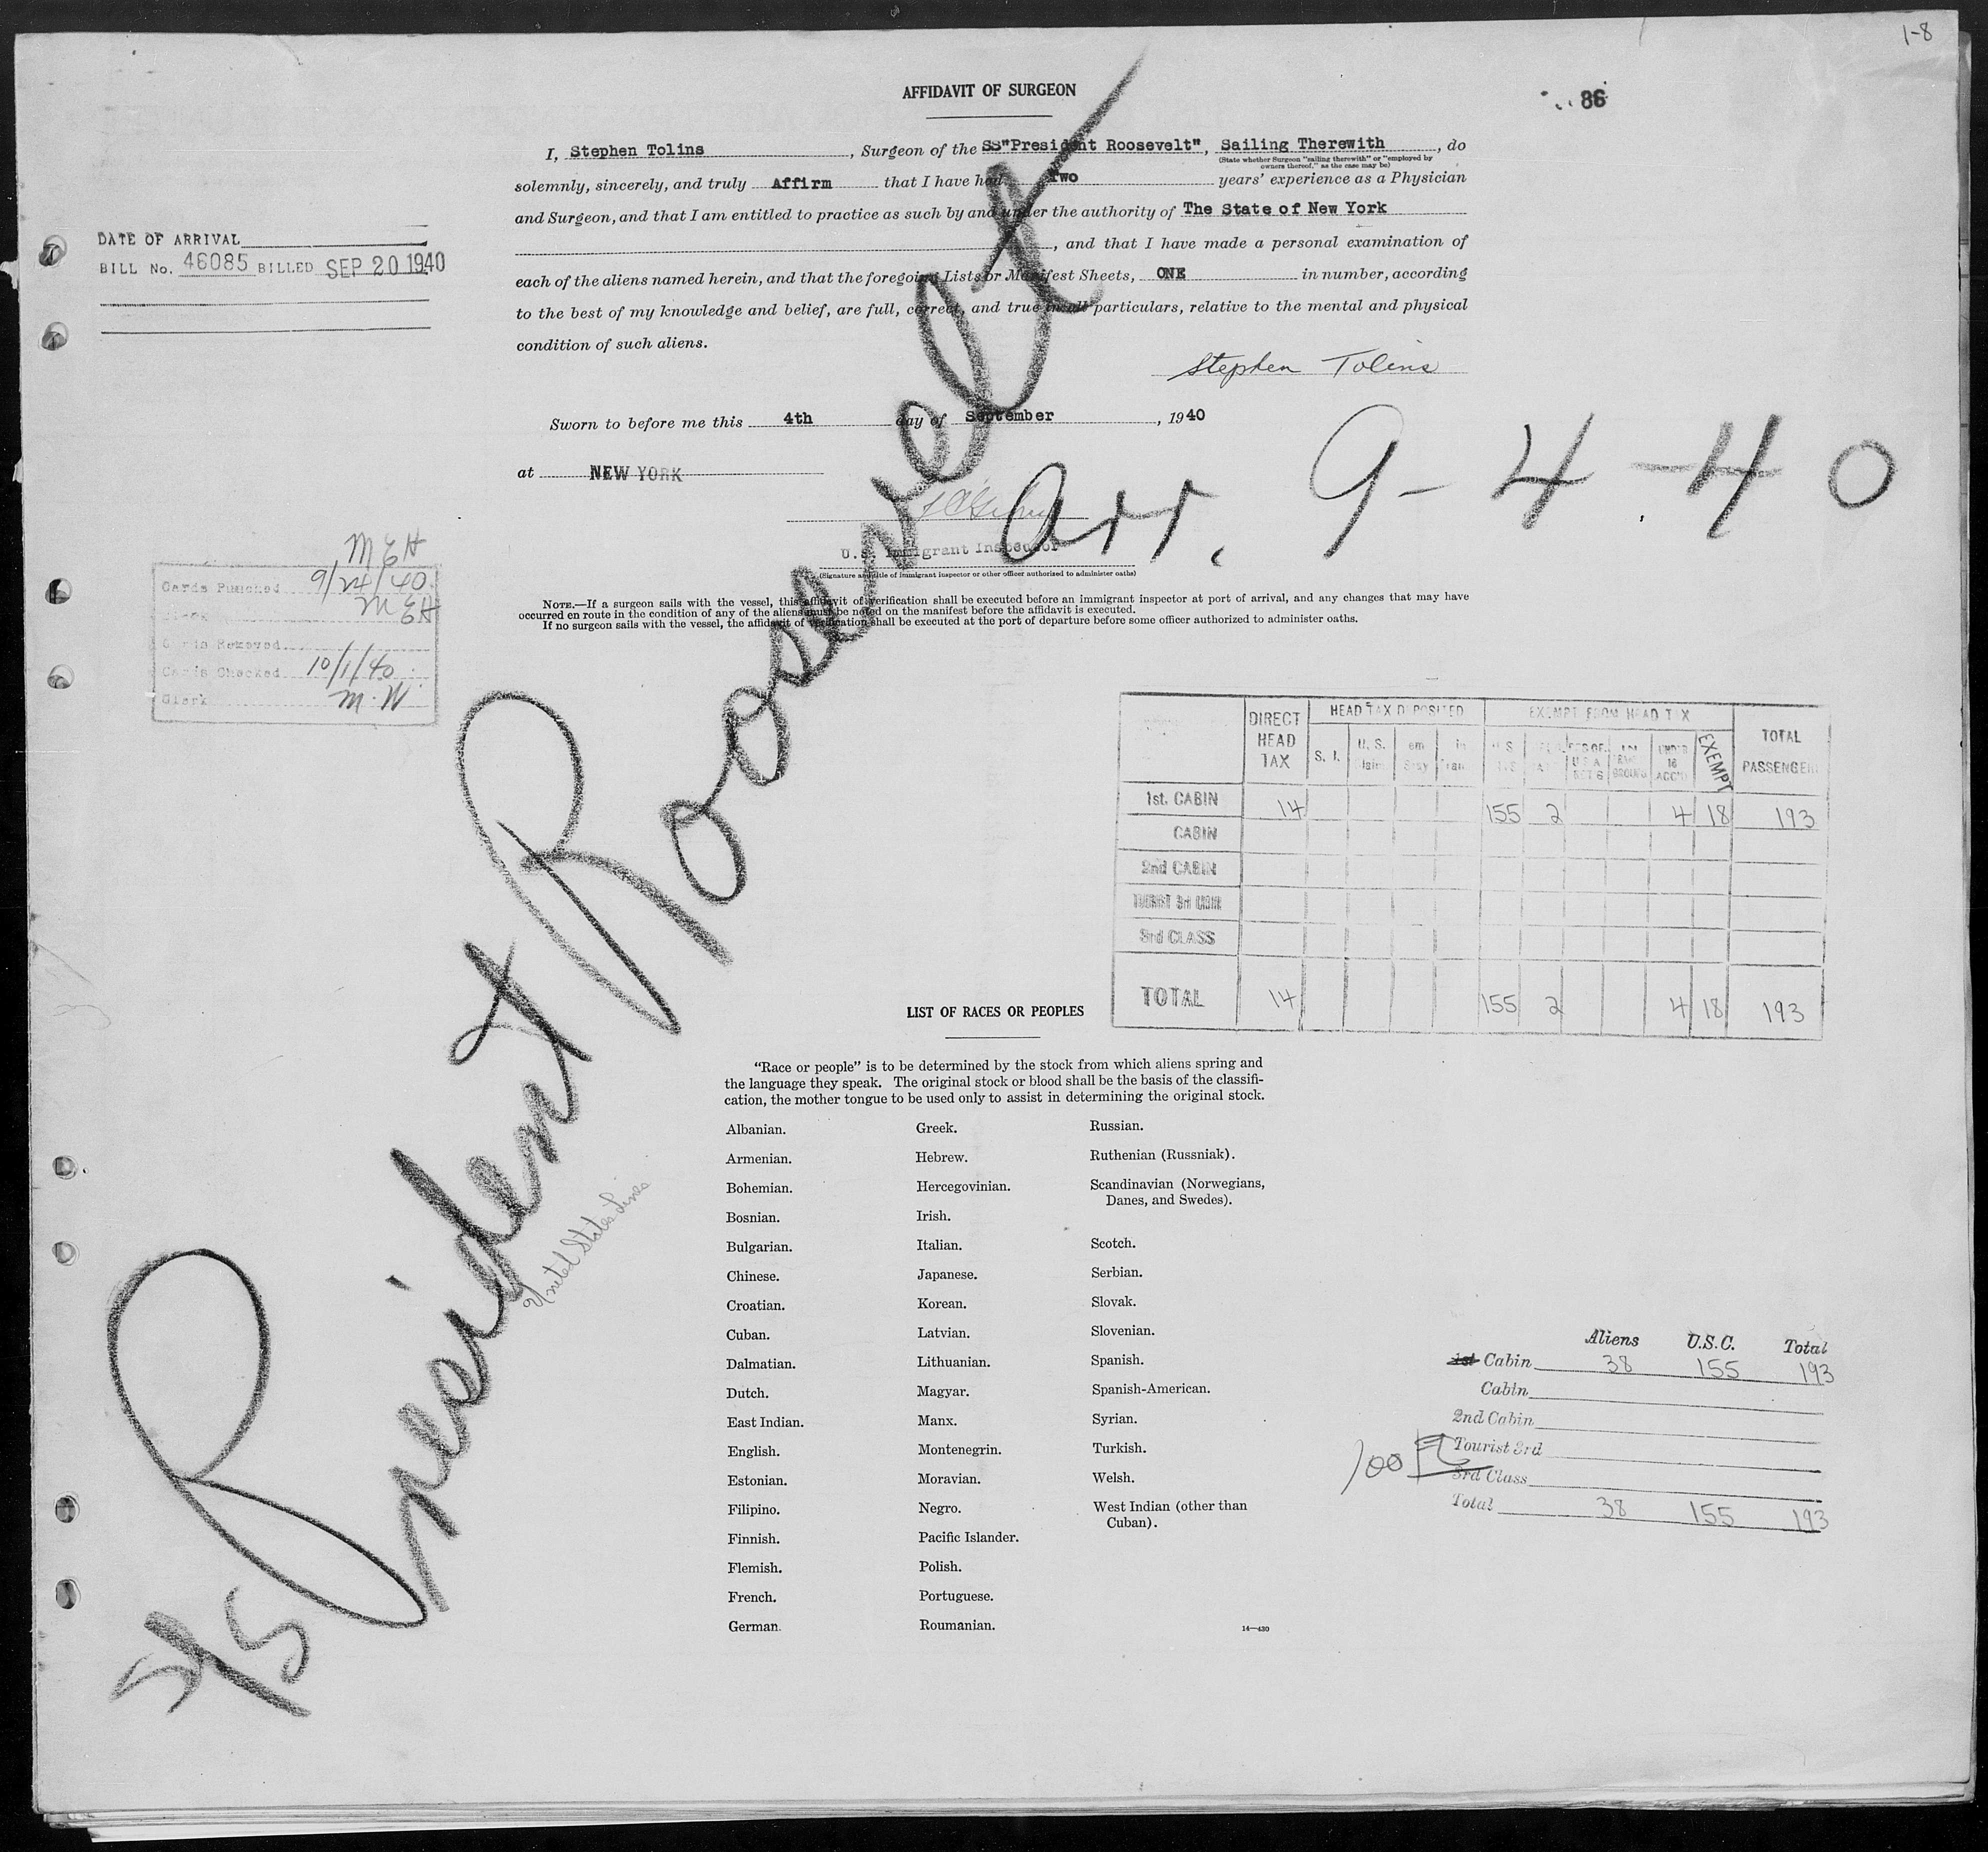 1-8
AFFIDAVIT OF SURGEON
86
I, Stephen Tolins, Surgeon of the SS"President Roosevelt", Sailing Therewith, do
(State whether Surgeon "sailing therewith" or "employed by
owners thereof," as the case may be)
solemnly, sincerely, and truly Affirm that I have had Two years' experience as a Physician
and Surgeon, and that I am entitled to practice as such by and under the authority of The State of New York
, and that I have made a personal examination of
each of the aliens named herein, and that the foregoing Lists or Manifest Sheets, ONE in number, according
to the best of my knowledge and belief, are full, correct, and true in all particulars, relative to the mental and physical
condition of such aliens.
Stephen Tolins
Sworn to before me this 4th day of September, 1940
at NEW YORK
U.S. Immigrant Inspector
(Signature and title of immigrant inspector or other officer authorized to administer oaths)
NOTE.—If a surgeon sails with the vessel, this affidavit of verification shall be executed before an immigrant inspector at port of arrival, and any changes that may have
occurred en route in the condition of any of the aliens must be noted on the manifest before the affidavit is executed.
If no surgeon sails with the vessel, the affidavit of verification shall be executed at the port of departure before some officer authorized to administer oaths.
DATE OF ARRIVAL
BILL No. 46085 BILLED SEP 20 1940
arr. 9-4-40
MEH
Cards Punched 9/24/40
MEH
Cards Removed
Cards Checked 10/1/40
Clerk M.W
SS President Roosevelt
United States Lines
DIRECT HEAD TAX HEAD TAX DEPOSITED EXEMPT FROM HEAD TAX TOTAL PASSENGERS
S. I. U. S. UNDER 16 ACC'D EXEMPT
1st. CABIN 14 155 2 4 18 193
CABIN
2nd CABIN
TOURIST 3rd CABIN
3rd CLASS
TOTAL 14 155 2 4 18 193
LIST OF RACES OR PEOPLES
"Race or people" is to be determined by the stock from which aliens spring and
the language they speak. The original stock or blood shall be the basis of the classifi-
cation, the mother tongue to be used only to assist in determining the original stock.
Albanian.
Armenian.
Bohemian.
Bosnian.
Bulgarian.
Chinese.
Croatian.
Cuban.
Dalmatian.
Dutch.
East Indian.
English.
Estonian.
Filipino.
Finnish.
Flemish.
French.
German.
Greek.
Hebrew.
Hercegovinian.
Irish.
Italian.
Japanese.
Korean.
Latvian.
Lithuanian.
Magyar.
Manx.
Montenegrin.
Moravian.
Negro.
Pacific Islander.
Polish.
Portuguese.
Roumanian.
Russian.
Ruthenian (Russniak).
Scandinavian (Norwegians,
Danes, and Swedes).
Scotch.
Serbian.
Slovak.
Slovenian.
Spanish.
Spanish-American.
Syrian.
Turkish.
Welsh.
West Indian (other than
Cuban).
14—430
Aliens U.S.C. Total
1st Cabin 38 155 193
Cabin
2nd Cabin
Tourist 3rd
3rd Class
Total 38 155 193
100